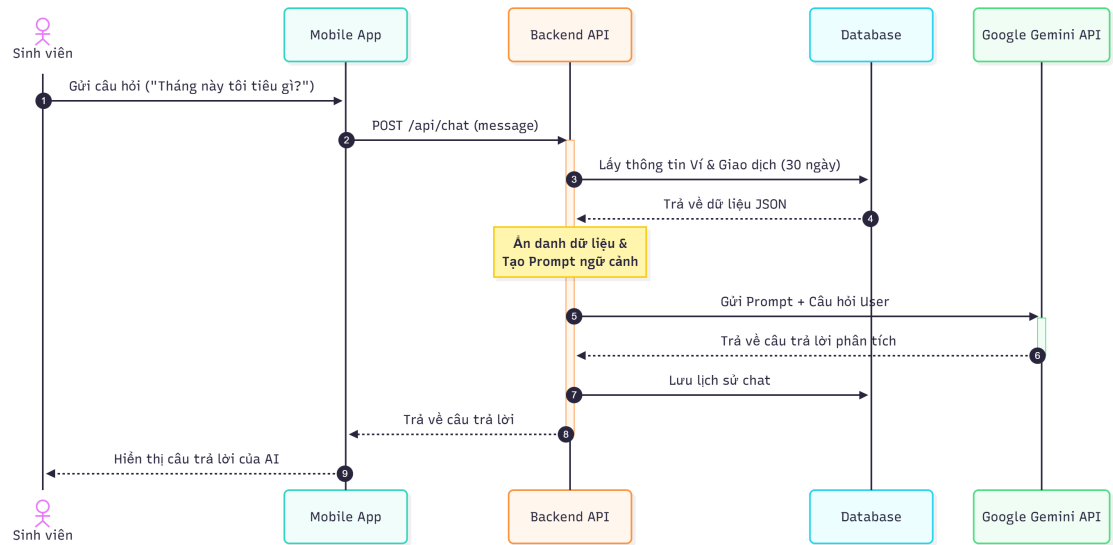 Sinh viên
Mobile App
Backend API
Database
Google Gemini API
1
Gửi câu hỏi ("Tháng này tôi tiêu gì?")
2
POST /api/chat (message)
3
Lấy thông tin Ví & Giao dịch (30 ngày)
4
Trả về dữ liệu JSON
Ẩn danh dữ liệu &
Tạo Prompt ngữ cảnh
5
Gửi Prompt + Câu hỏi User
6
Trả về câu trả lời phân tích
7
Lưu lịch sử chat
8
Trả về câu trả lời
9
Hiển thị câu trả lời của AI
Sinh viên
Mobile App
Backend API
Database
Google Gemini API